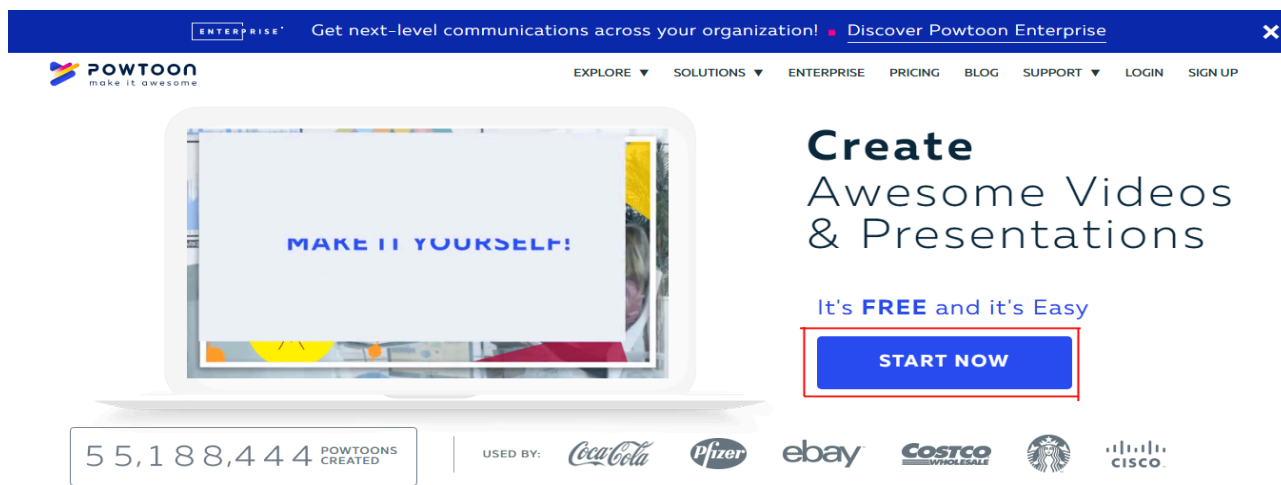 ENTERPRISE Get next-level communications across your organization! Discover Powtoon Enterprise
POWTOON
make it awesome
EXPLORE ▼ SOLUTIONS ▼ ENTERPRISE PRICING BLOG SUPPORT ▼ LOGIN SIGN UP
MAKE IT YOURSELF!
Create
Awesome Videos
& Presentations
It's FREE and it's Easy
START NOW
55,188,444 POWTOONS CREATED
USED BY: Coca-Cola Pfizer ebay COSTCO WHOLESALE CISCO